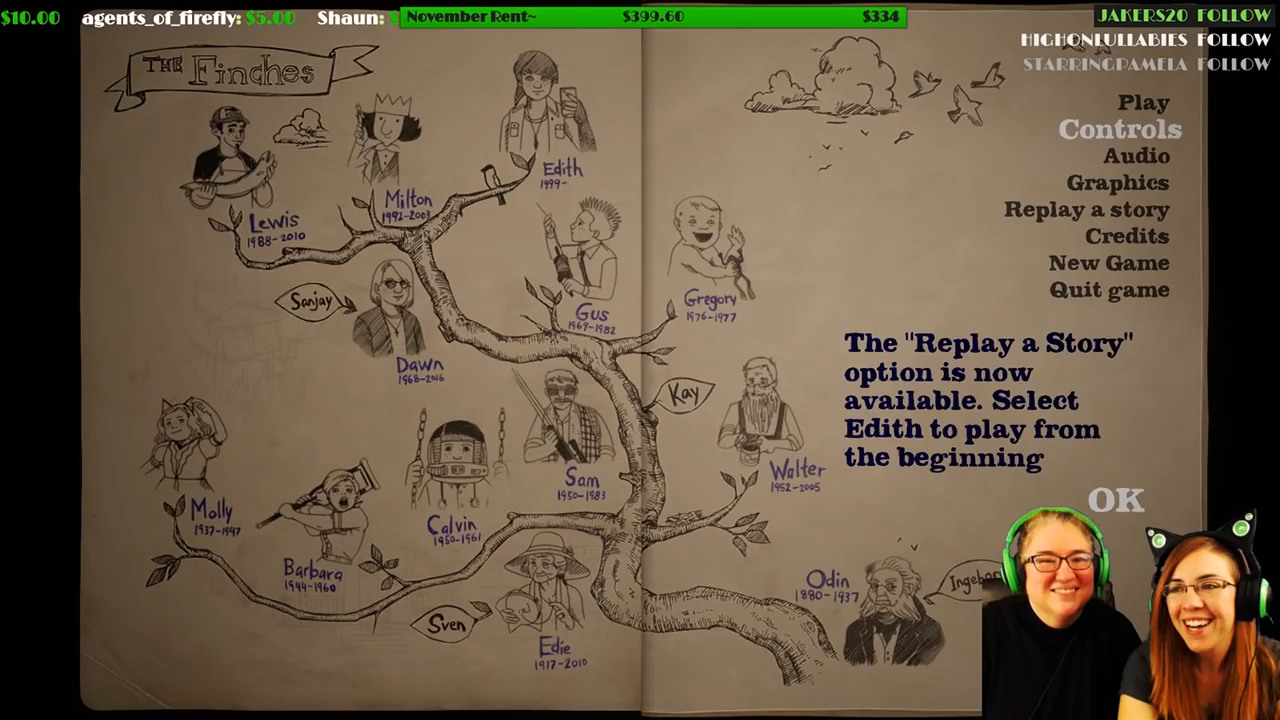 $10.00 agents_of_firefly: $5.00 Shaun:
November Rent~ $399.60 $334
JAKERS20 FOLLOW
HIGHONLULLABIES FOLLOW
STARRINGPAMELA FOLLOW
THE Finches
Play
Controls
Audio
Graphics
Replay a story
Credits
New Game
Quit game
Edith
1999-
Milton
1992-2003
Lewis
1988-2010
Gus
1969-1982
Gregory
1976-1977
Sanjay
Dawn
1968-2016
Kay
The "Replay a Story"
option is now
available. Select
Edith to play from
the beginning
OK
Sam
1950-1983
Walter
1952-2005
Molly
1937-1947
Calvin
1950-1961
Barbara
1944-1960
Sven
Edie
1917-2010
Odin
1880-1937